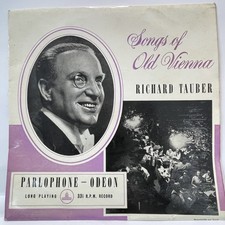 Songs of
Old Vienna
RICHARD TAUBER
PARLOPHONE – ODEON
LONG PLAYING 33⅓ R.P.M. RECORD